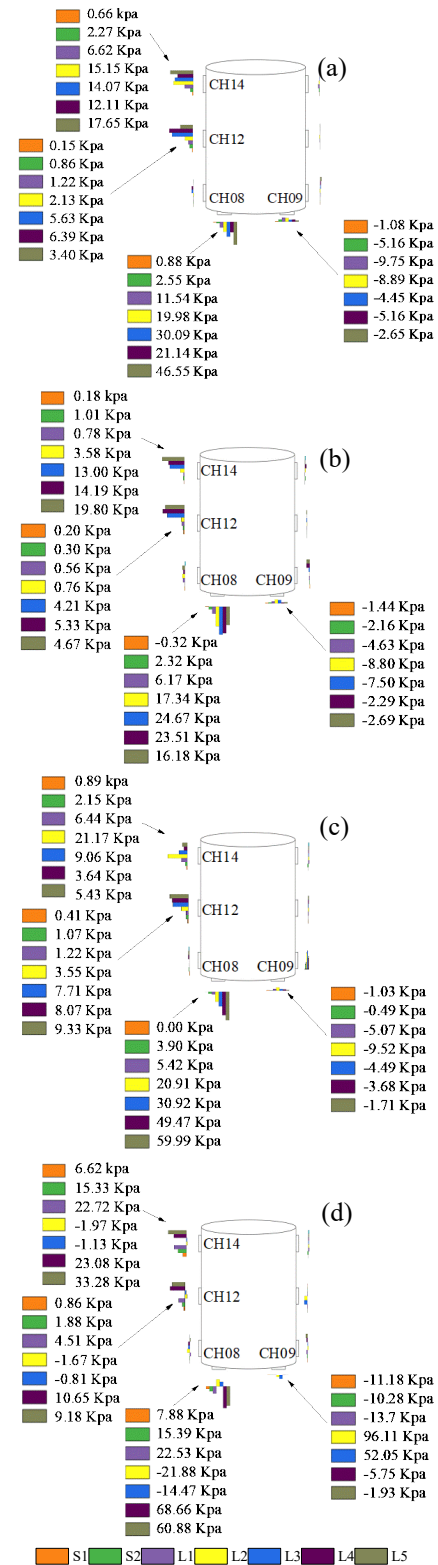 0.66 kpa
2.27 Kpa
6.62 Kpa
15.15 Kpa
14.07 Kpa
12.11 Kpa
17.65 Kpa
(a)
CH14
0.15 Kpa
0.86 Kpa
1.22 Kpa
2.13 Kpa
5.63 Kpa
6.39 Kpa
3.40 Kpa
CH12
CH08 CH09
0.88 Kpa
2.55 Kpa
11.54 Kpa
19.98 Kpa
30.09 Kpa
21.14 Kpa
46.55 Kpa
-1.08 Kpa
-5.16 Kpa
-9.75 Kpa
-8.89 Kpa
-4.45 Kpa
-5.16 Kpa
-2.65 Kpa
0.18 Kpa
1.01 Kpa
0.78 Kpa
3.58 Kpa
13.00 Kpa
14.19 Kpa
19.80 Kpa
(b)
CH14
0.20 Kpa
0.30 Kpa
0.56 Kpa
0.76 Kpa
4.21 Kpa
5.33 Kpa
4.67 Kpa
CH12
CH08 CH09
-0.32 Kpa
2.32 Kpa
6.17 Kpa
17.34 Kpa
24.67 Kpa
23.51 Kpa
16.18 Kpa
-1.44 Kpa
-2.16 Kpa
-4.63 Kpa
-8.80 Kpa
-7.50 Kpa
-2.29 Kpa
-2.69 Kpa
0.89 kpa
2.15 Kpa
6.44 Kpa
21.17 Kpa
9.06 Kpa
3.64 Kpa
5.43 Kpa
(c)
CH14
0.41 Kpa
1.07 Kpa
1.22 Kpa
3.55 Kpa
7.71 Kpa
8.07 Kpa
9.33 Kpa
CH12
CH08 CH09
0.00 Kpa
3.90 Kpa
5.42 Kpa
20.91 Kpa
30.92 Kpa
49.47 Kpa
59.99 Kpa
-1.03 Kpa
-0.49 Kpa
-5.07 Kpa
-9.52 Kpa
-4.49 Kpa
-3.68 Kpa
-1.71 Kpa
6.62 kpa
15.33 Kpa
22.72 Kpa
-1.97 Kpa
-1.13 Kpa
23.08 Kpa
33.28 Kpa
(d)
CH14
0.86 Kpa
1.88 Kpa
4.51 Kpa
-1.67 Kpa
-0.81 Kpa
10.65 Kpa
9.18 Kpa
CH12
CH08 CH09
7.88 Kpa
15.39 Kpa
22.53 Kpa
-21.88 Kpa
-14.47 Kpa
68.66 Kpa
60.88 Kpa
-11.18 Kpa
-10.28 Kpa
-13.7 Kpa
96.11 Kpa
52.05 Kpa
-5.75 Kpa
-1.93 Kpa
S1 S2 L1 L2 L3 L4 L5